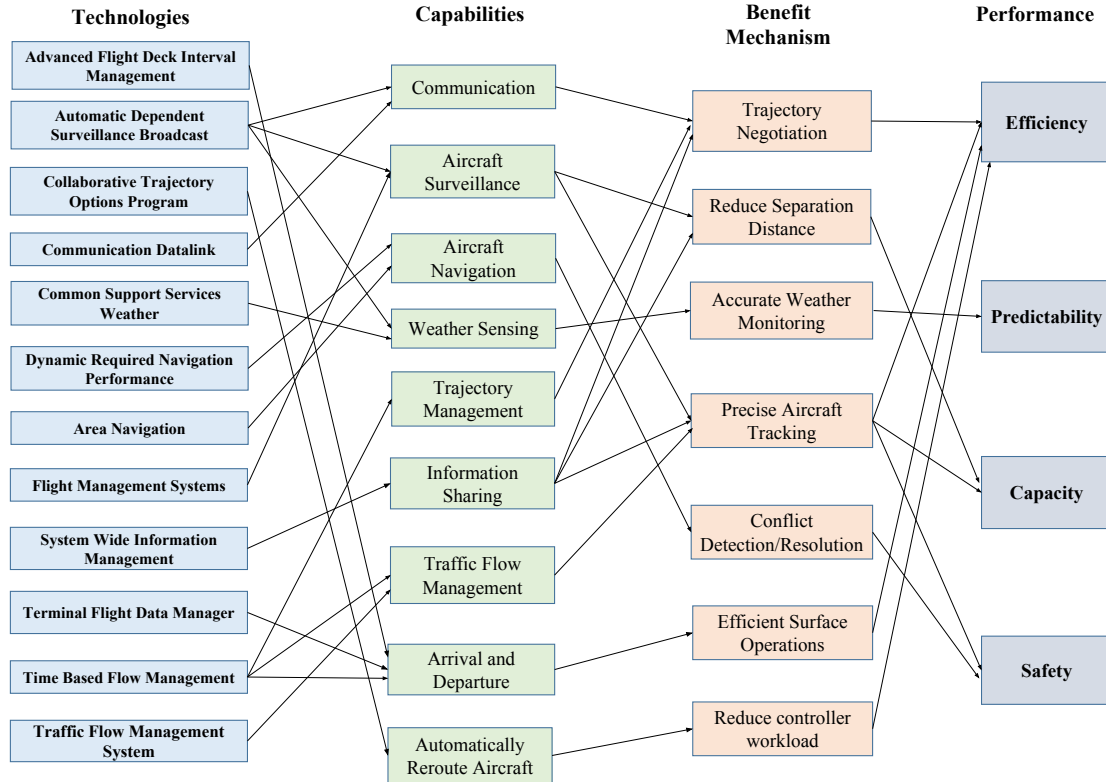 Technologies
Capabilities
Benefit
Mechanism
Performance
Advanced Flight Deck Interval
Management
Automatic Dependent
Surveillance Broadcast
Collaborative Trajectory
Options Program
Communication Datalink
Common Support Services
Weather
Dynamic Required Navigation
Performance
Area Navigation
Flight Management Systems
System Wide Information
Management
Terminal Flight Data Manager
Time Based Flow Management
Traffic Flow Management
System
Communication
Aircraft
Surveillance
Aircraft
Navigation
Weather Sensing
Trajectory
Management
Information
Sharing
Traffic Flow
Management
Arrival and
Departure
Automatically
Reroute Aircraft
Trajectory
Negotiation
Reduce Separation
Distance
Accurate Weather
Monitoring
Precise Aircraft
Tracking
Conflict
Detection/Resolution
Efficient Surface
Operations
Reduce controller
workload
Efficiency
Predictability
Capacity
Safety